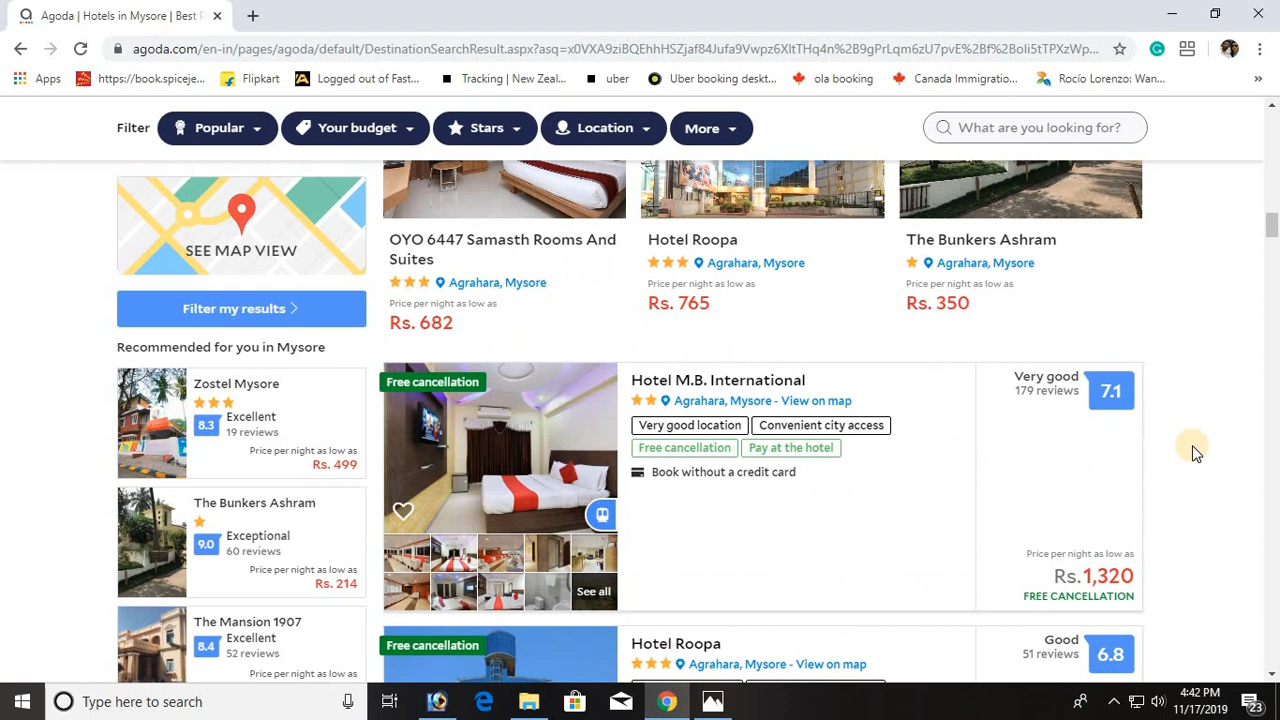 Agoda | Hotels in Mysore | Best P
agoda.com/en-in/pages/agoda/default/DestinationSearchResult.aspx?asq=
Apps https://book.spiceje... Flipkart Logged out of Fast... Tracking | New Zeal... uber Uber booking deskt... ola booking Canada Immigratio... Rocío Lorenzo: Wan... »
Filter Popular Your budget Stars Location More What are you looking for?
SEE MAP VIEW
Filter my results
Recommended for you in Mysore
Zostel Mysore
8.3 Excellent
19 reviews
Price per night as low as
Rs. 499
The Bunkers Ashram
9.0 Exceptional
60 reviews
Price per night as low as
Rs. 214
The Mansion 1907
8.4 Excellent
52 reviews
Price per night as low as
OYO 6447 Samasth Rooms And
Suites
Agrahara, Mysore
Price per night as low as
Rs. 682
Hotel Roopa
Agrahara, Mysore
Price per night as low as
Rs. 765
The Bunkers Ashram
Agrahara, Mysore
Price per night as low as
Rs. 350
Free cancellation
See all
Hotel M.B. International
Agrahara, Mysore - View on map
Very good location Convenient city access
Free cancellation Pay at the hotel
Book without a credit card
Very good
179 reviews
7.1
Price per night as low as
Rs.1,320
FREE CANCELLATION
Free cancellation
Hotel Roopa
Agrahara, Mysore - View on map
Good
51 reviews
6.8
Type here to search
4:42 PM
11/17/2019
23